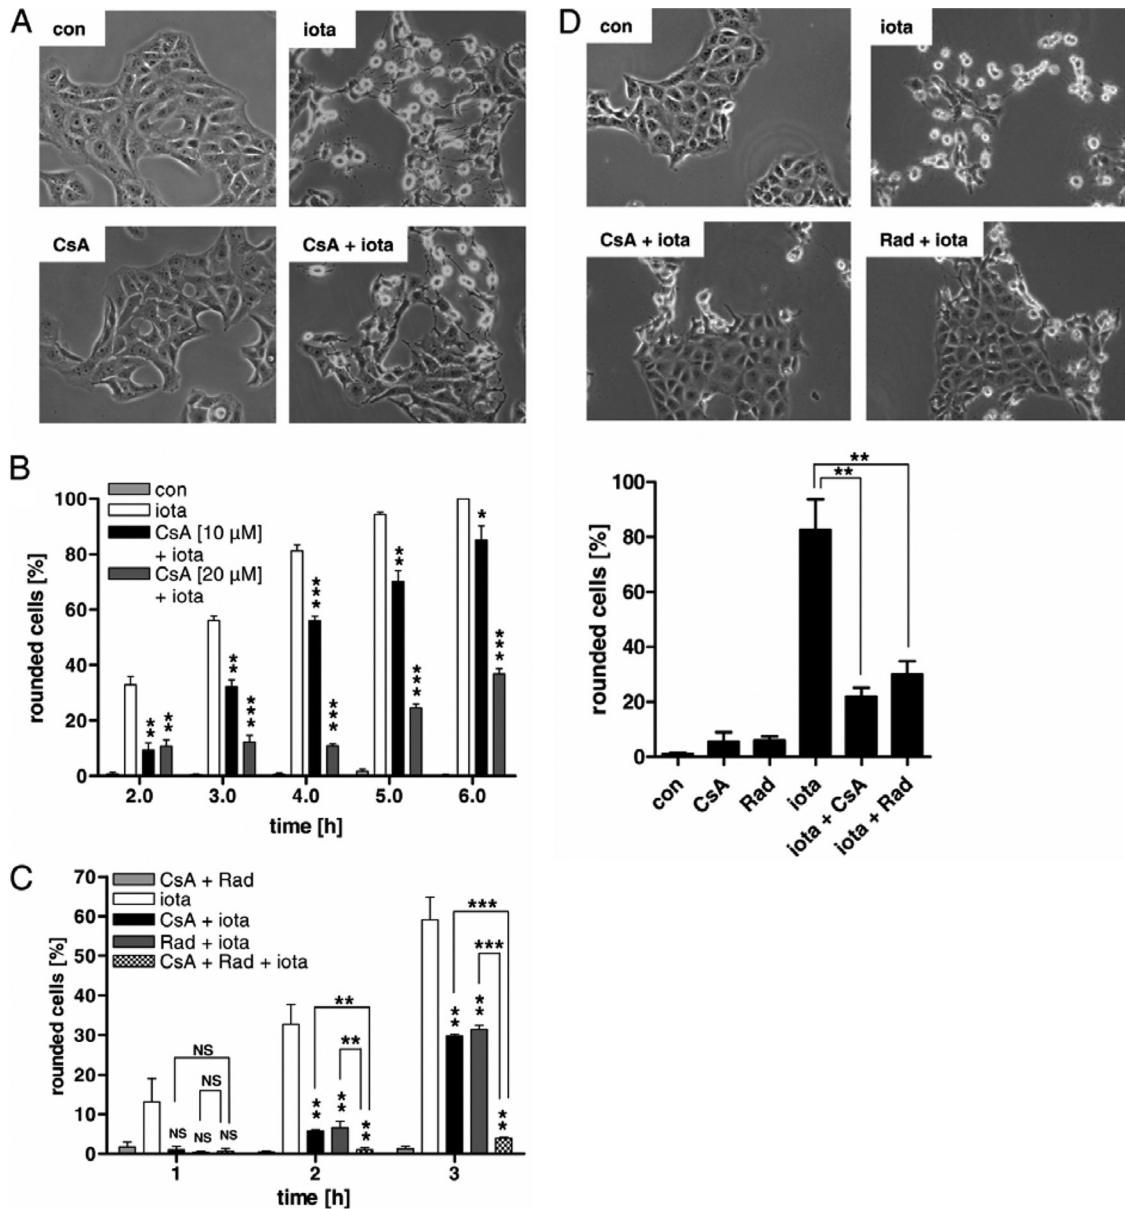 A
con
iota
CsA
CsA + iota
B
con
iota
CsA [10 µM]
+ iota
CsA [20 µM]
+ iota
rounded cells [%]
100
80
60
40
20
0
** **
** ***
*** ***
** ***
* ***
2.0 3.0 4.0 5.0 6.0
time [h]
C
CsA + Rad
iota
CsA + iota
Rad + iota
CsA + Rad + iota
rounded cells [%]
70
60
50
40
30
20
10
0
NS
NS
NS NS NS
**
**
** ** **
***
***
** ** **
1 2 3
time [h]
D
con
iota
CsA + iota
Rad + iota
rounded cells [%]
100
80
60
40
20
0
**
**
con CsA Rad iota iota + CsA iota + Rad